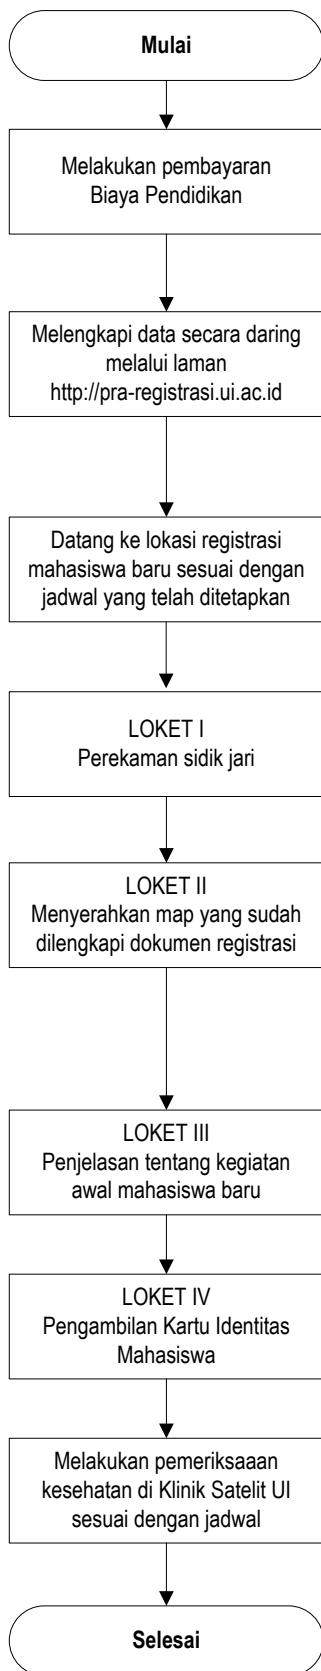 Mulai
Melakukan pembayaran
Biaya Pendidikan
Melengkapi data secara daring
melalui laman
http://pra-registrasi.ui.ac.id
Datang ke lokasi registrasi
mahasiswa baru sesuai dengan
jadwal yang telah ditetapkan
LOKET I
Perekaman sidik jari
LOKET II
Menyerahkan map yang sudah
dilengkapi dokumen registrasi
LOKET III
Penjelasan tentang kegiatan
awal mahasiswa baru
LOKET IV
Pengambilan Kartu Identitas
Mahasiswa
Melakukan pemeriksaaan
kesehatan di Klinik Satelit UI
sesuai dengan jadwal
Selesai